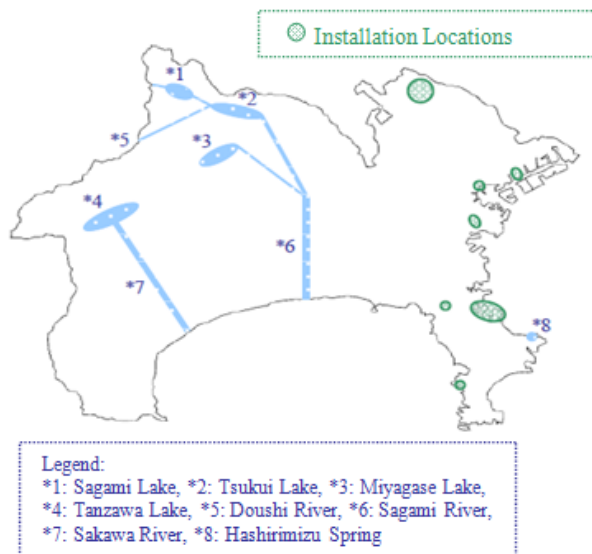 Installation Locations
*1
*2
*5
*3
*4
*6
*7
*8
Legend:
*1: Sagami Lake, *2: Tsukui Lake, *3: Miyagase Lake,
*4: Tanzawa Lake, *5: Doushi River, *6: Sagami River,
*7: Sakawa River, *8: Hashirimizu Spring